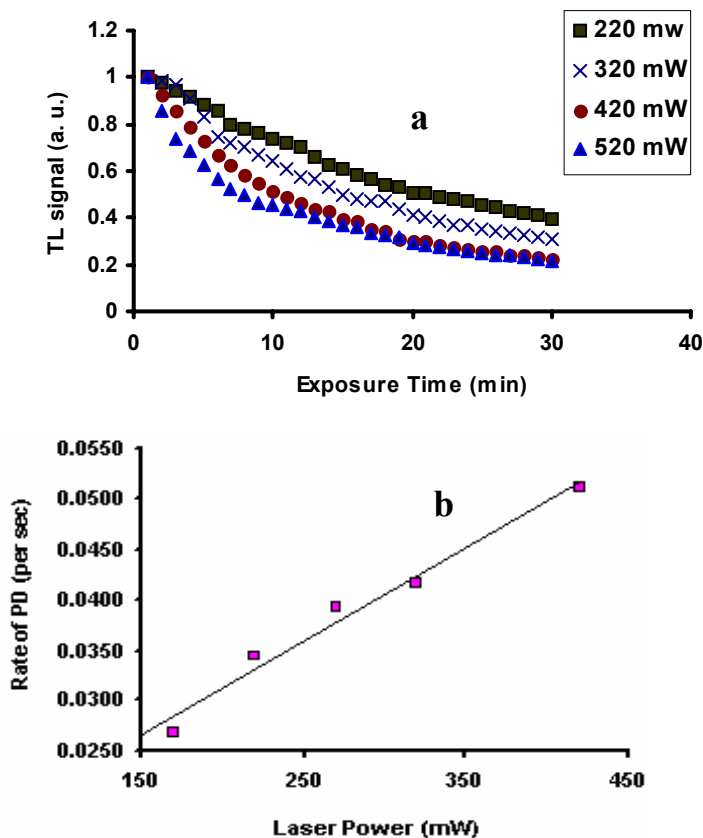 1.2
1
0.8
0.6
0.4
0.2
0
TL signal (a. u.)
a
220 mw
320 mW
420 mW
520 mW
0 10 20 30 40
Exposure Time (min)
0.0550
0.0500
0.0450
0.0400
0.0350
0.0300
0.0250
Rate of PD (per sec)
b
150 250 350 450
Laser Power (mW)